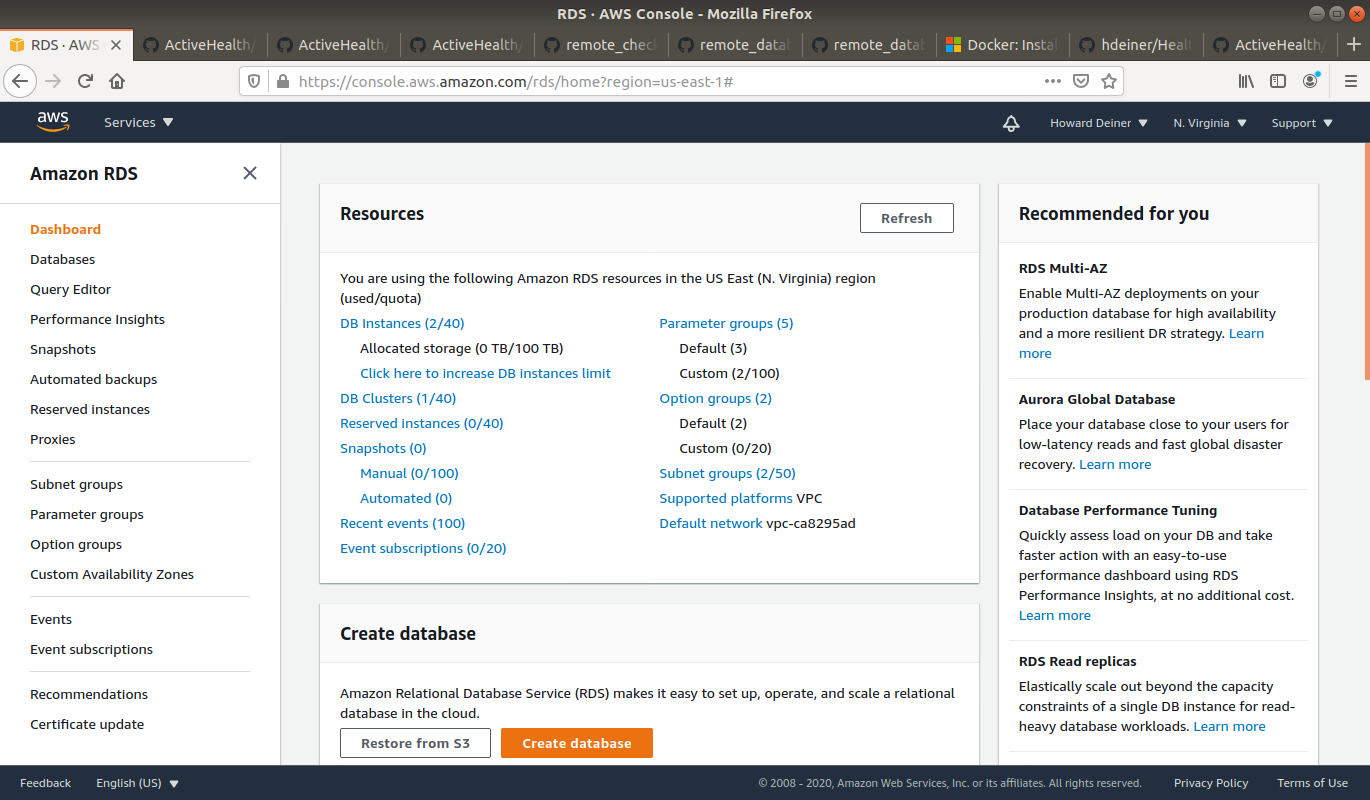 RDS · AWS Console - Mozilla Firefox
RDS · AWS
ActiveHealth/
ActiveHealth/
ActiveHealth/
remote_chec
remote_datab
remote_datab
Docker: Instal
hdeiner/Heal
ActiveHealth/
https://console.aws.amazon.com/rds/home?region=us-east-1#
aws
Services
Howard Deiner
N. Virginia
Support
Amazon RDS
Dashboard
Databases
Query Editor
Performance Insights
Snapshots
Automated backups
Reserved instances
Proxies
Subnet groups
Parameter groups
Option groups
Custom Availability Zones
Events
Event subscriptions
Recommendations
Certificate update
Resources
Refresh
You are using the following Amazon RDS resources in the US East (N. Virginia) region
(used/quota)
DB Instances (2/40)
Allocated storage (0 TB/100 TB)
Click here to increase DB instances limit
DB Clusters (1/40)
Reserved instances (0/40)
Snapshots (0)
Manual (0/100)
Automated (0)
Recent events (100)
Event subscriptions (0/20)
Parameter groups (5)
Default (3)
Custom (2/100)
Option groups (2)
Default (2)
Custom (0/20)
Subnet groups (2/50)
Supported platforms VPC
Default network vpc-ca8295ad
Create database
Amazon Relational Database Service (RDS) makes it easy to set up, operate, and scale a relational
database in the cloud.
Restore from S3
Create database
Recommended for you
RDS Multi-AZ
Enable Multi-AZ deployments on your
production database for high availability
and a more resilient DR strategy. Learn
more
Aurora Global Database
Place your database close to your users for
low-latency reads and fast global disaster
recovery. Learn more
Database Performance Tuning
Quickly assess load on your DB and take
faster action with an easy-to-use
performance dashboard using RDS
Performance Insights, at no additional cost.
Learn more
RDS Read replicas
Elastically scale out beyond the capacity
constraints of a single DB instance for read-
heavy database workloads. Learn more
Feedback
English (US)
© 2008 - 2020, Amazon Web Services, Inc. or its affiliates. All rights reserved.
Privacy Policy
Terms of Use